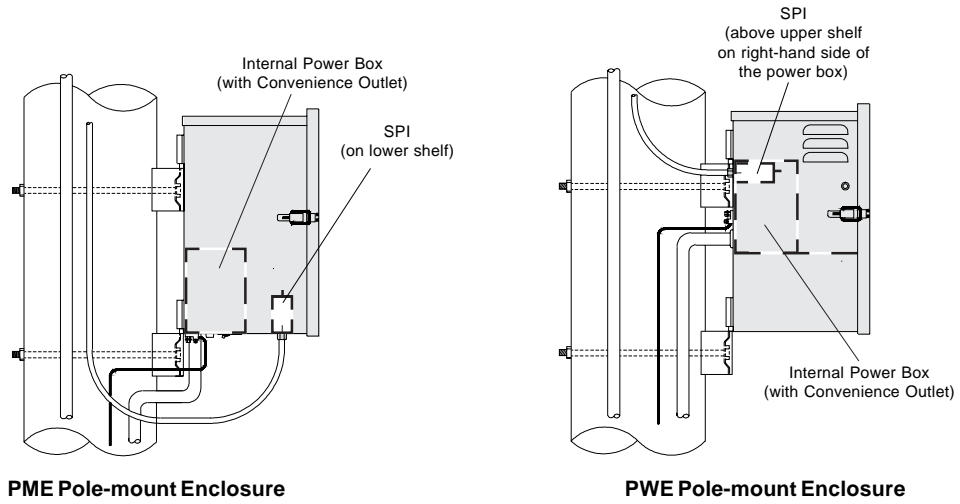 Internal Power Box
(with Convenience Outlet)
SPI
(on lower shelf)
PME Pole-mount Enclosure
SPI
(above upper shelf
on right-hand side of
the power box)
Internal Power Box
(with Convenience Outlet)
PWE Pole-mount Enclosure